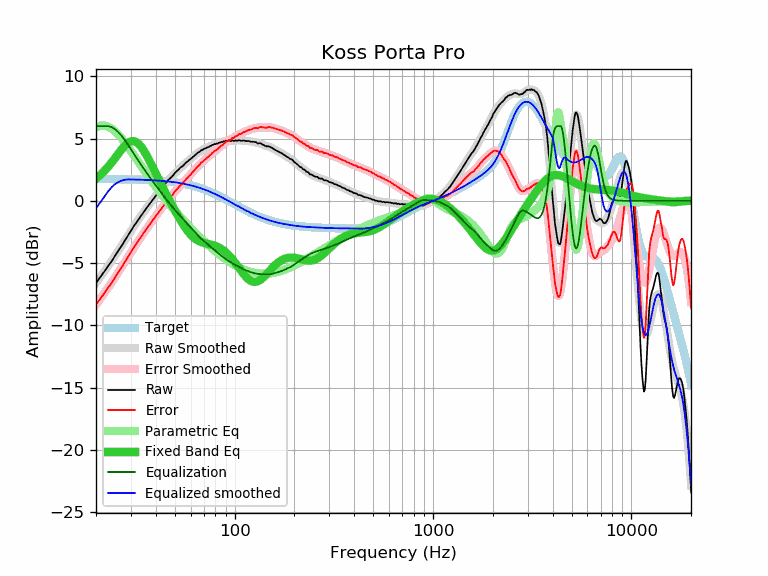 Koss Porta Pro
10
5
0
−5
−10
−15
−20
−25
Amplitude (dBr)
Target
Raw Smoothed
Error Smoothed
Raw
Error
Parametric Eq
Fixed Band Eq
Equalization
Equalized smoothed
100
1000
10000
Frequency (Hz)